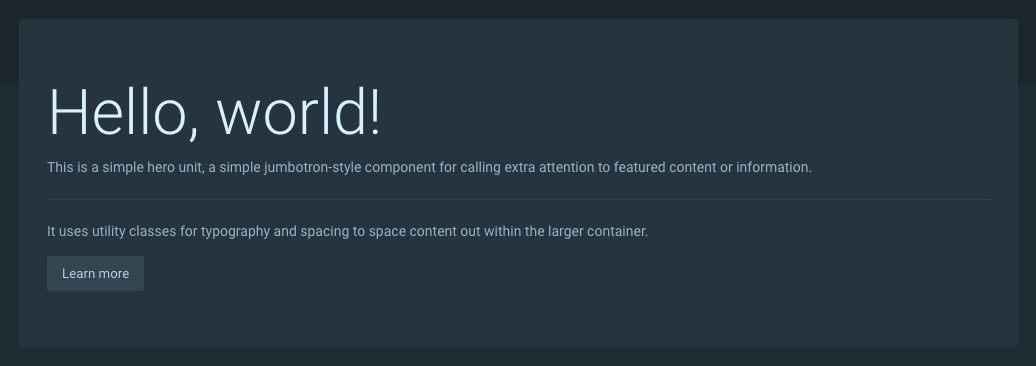 Hello, world!
This is a simple hero unit, a simple jumbotron-style component for calling extra attention to featured content or information.
It uses utility classes for typography and spacing to space content out within the larger container.
Learn more